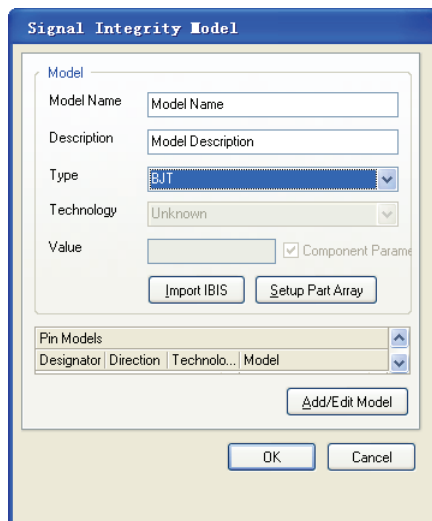 Signal Integrity Model
Model
Model Name Model Name
Description Model Description
Type BJT
Technology Unknown
Value Component Parame
Import IBIS Setup Part Array
Pin Models
Designator Direction Technolo... Model
Add/Edit Model
OK Cancel